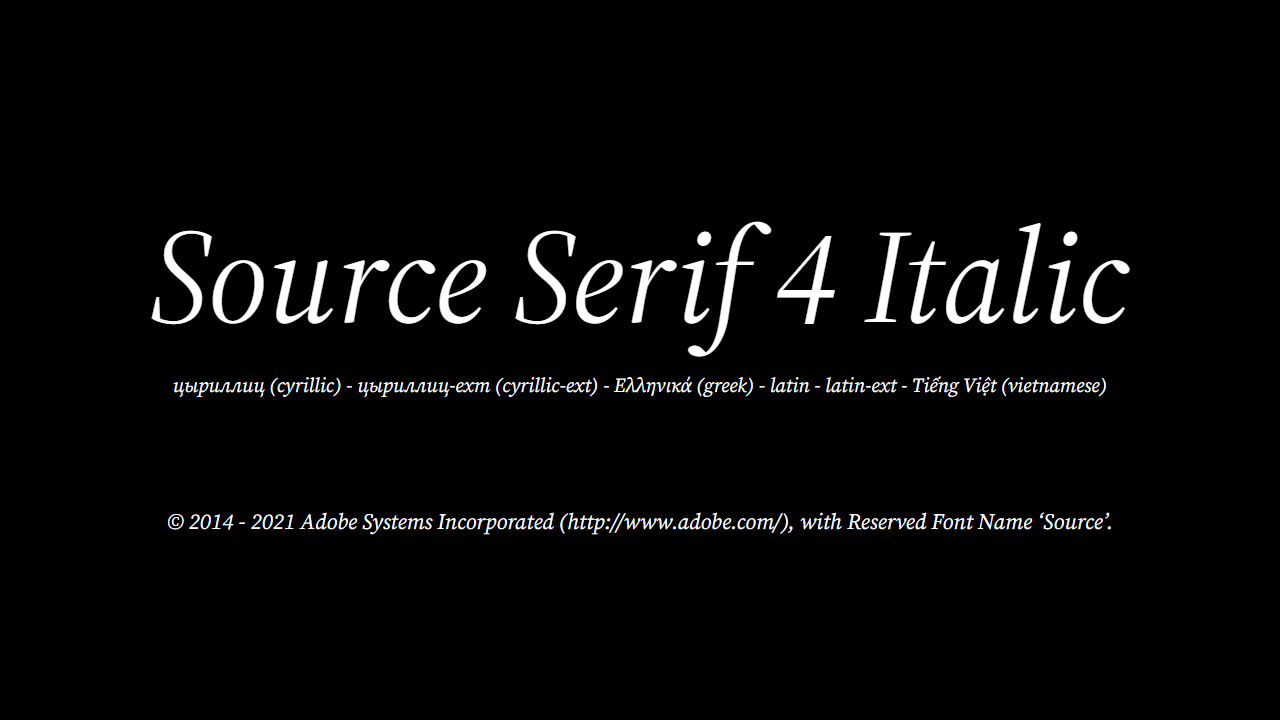 Source Serif 4 Italic
цыриллиц (cyrillic) - цыриллиц-ехт (cyrillic-ext) - Ελληνικά (greek) - latin - latin-ext - Tiếng Việt (vietnamese)
© 2014 - 2021 Adobe Systems Incorporated (http://www.adobe.com/), with Reserved Font Name ‘Source’.